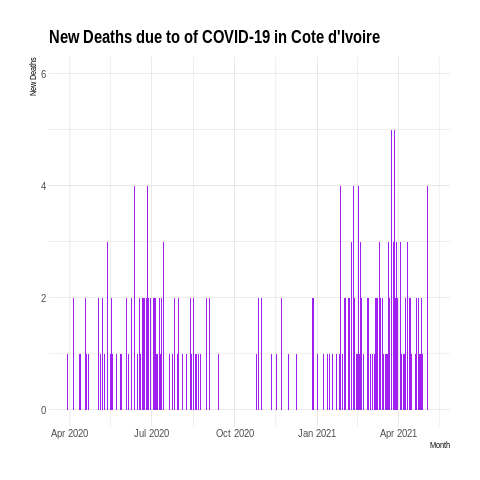 New Deaths due to of COVID-19 in Cote d'Ivoire
New Deaths
6
4
2
0
Apr 2020 Jul 2020 Oct 2020 Jan 2021 Apr 2021
Month